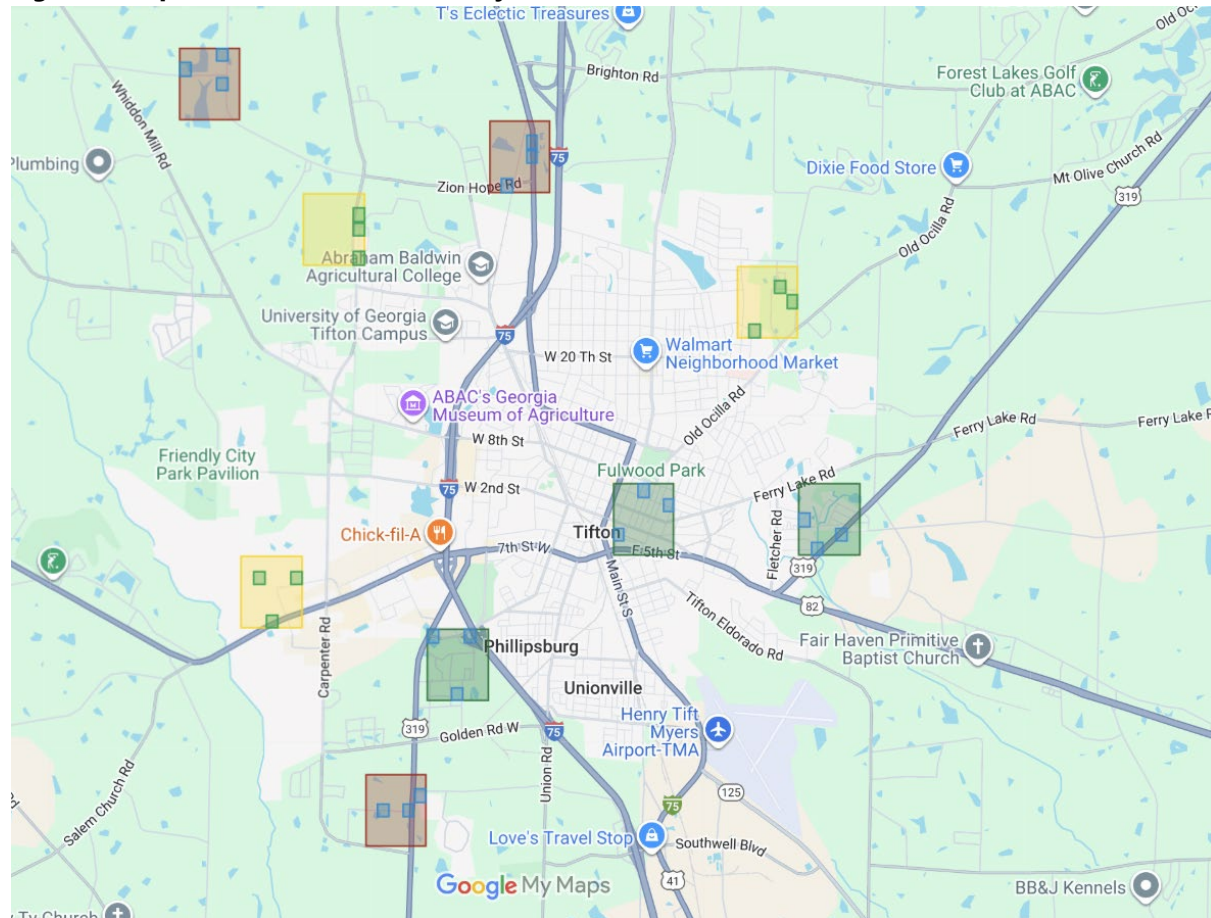 T's Eclectic Treasures
Brighton Rd
Forest Lakes Golf
Club at ABAC
Whiddon Mill Rd
Plumbing
75
Dixie Food Store
Mt Olive Church Rd
Zion Hope Rd
319
Old Ocilla Rd
Abraham Baldwin
Agricultural College
University of Georgia
Tifton Campus
75
W 20 Th St
Walmart
Neighborhood Market
ABAC's Georgia
Museum of Agriculture
Old Ocilla Rd
Ferry Lake Rd
W 8th St
Friendly City
Park Pavilion
Fulwood Park
Ferry Lake Rd
75
W 2nd St
Chick-fil-A
Tifton
7th St W
E 5th St
Fletcher Rd
319
Main St S
82
Tifton Eldorado Rd
Carpenter Rd
Phillipsburg
Fair Haven Primitive
Baptist Church
Unionville
319
Golden Rd W
75
Henry Tift
Myers
Airport-TMA
Union Rd
Salem Church Rd
125
75
Love's Travel Stop
Southwell Blvd
41
Google My Maps
BB&J Kennels
Ty Church